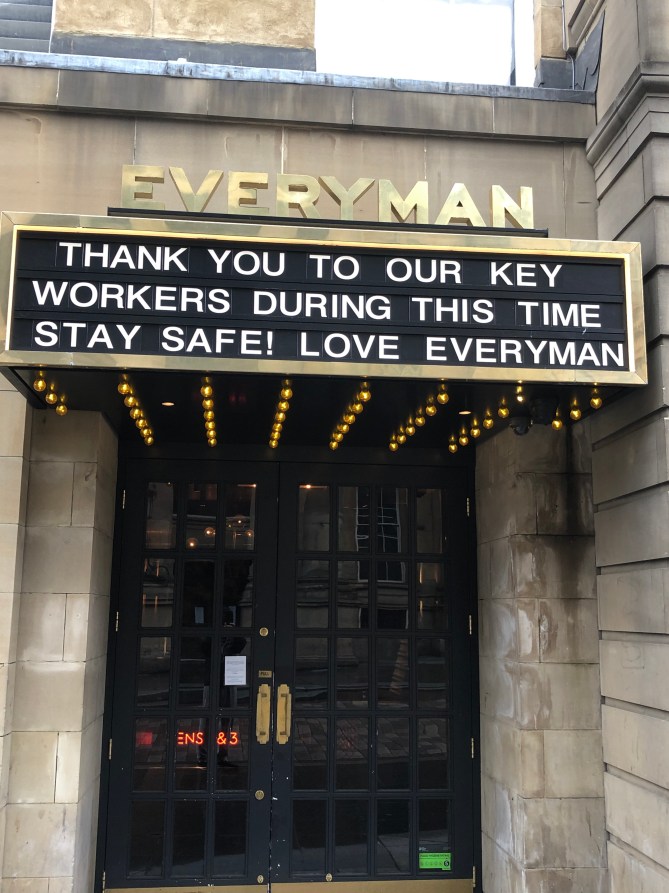 EVERYMAN
THANK YOU TO OUR KEY
WORKERS DURING THIS TIME
STAY SAFE! LOVE EVERYMAN
ENS &3